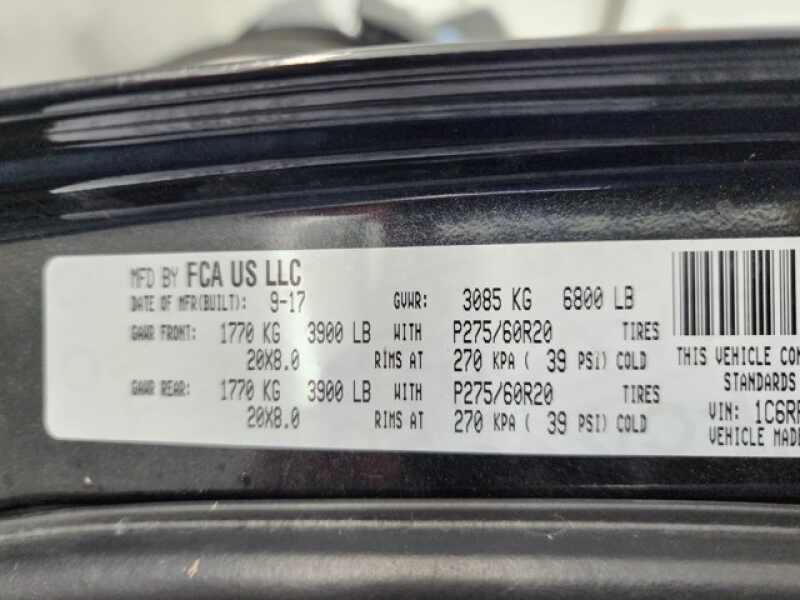 MFD BY FCA US LLC
DATE OF MFR(BUILT): 9-17 GVWR: 3085 KG 6800 LB
GAWR FRONT: 1770 KG 3900 LB WITH P275/60R20 TIRES
20X8.0 RIMS AT 270 KPA ( 39 PSI) COLD
GAWR REAR: 1770 KG 3900 LB WITH P275/60R20 TIRES
20X8.0 RIMS AT 270 KPA ( 39 PSI) COLD
THIS VEHICLE CON
STANDARDS
VIN: 1C6RR
VEHICLE MADE